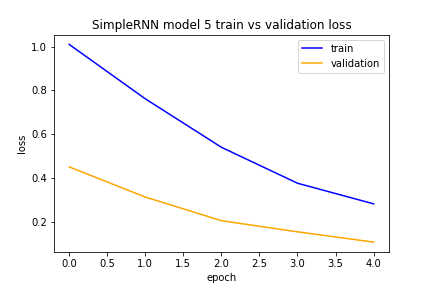 SimpleRNN model 5 train vs validation loss
train
validation
1.0
0.8
0.6
0.4
0.2
loss
0.0 0.5 1.0 1.5 2.0 2.5 3.0 3.5 4.0
epoch